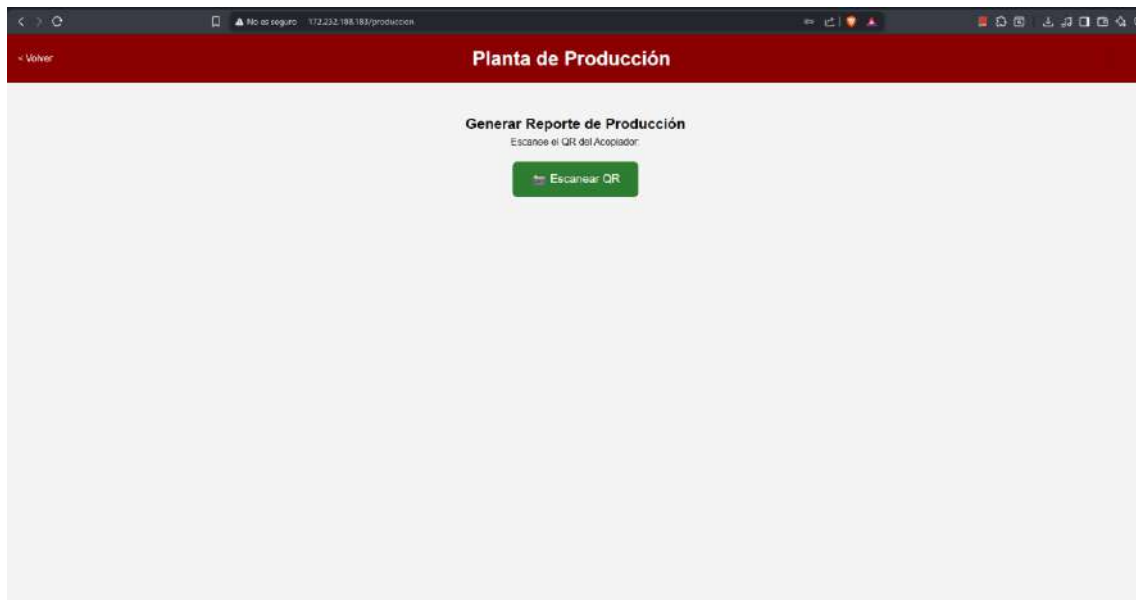 No es seguro 172.232.188.183/produccion
< Volver
Planta de Producción
Generar Reporte de Producción
Escanee el QR del Acopiador:
Escanear QR